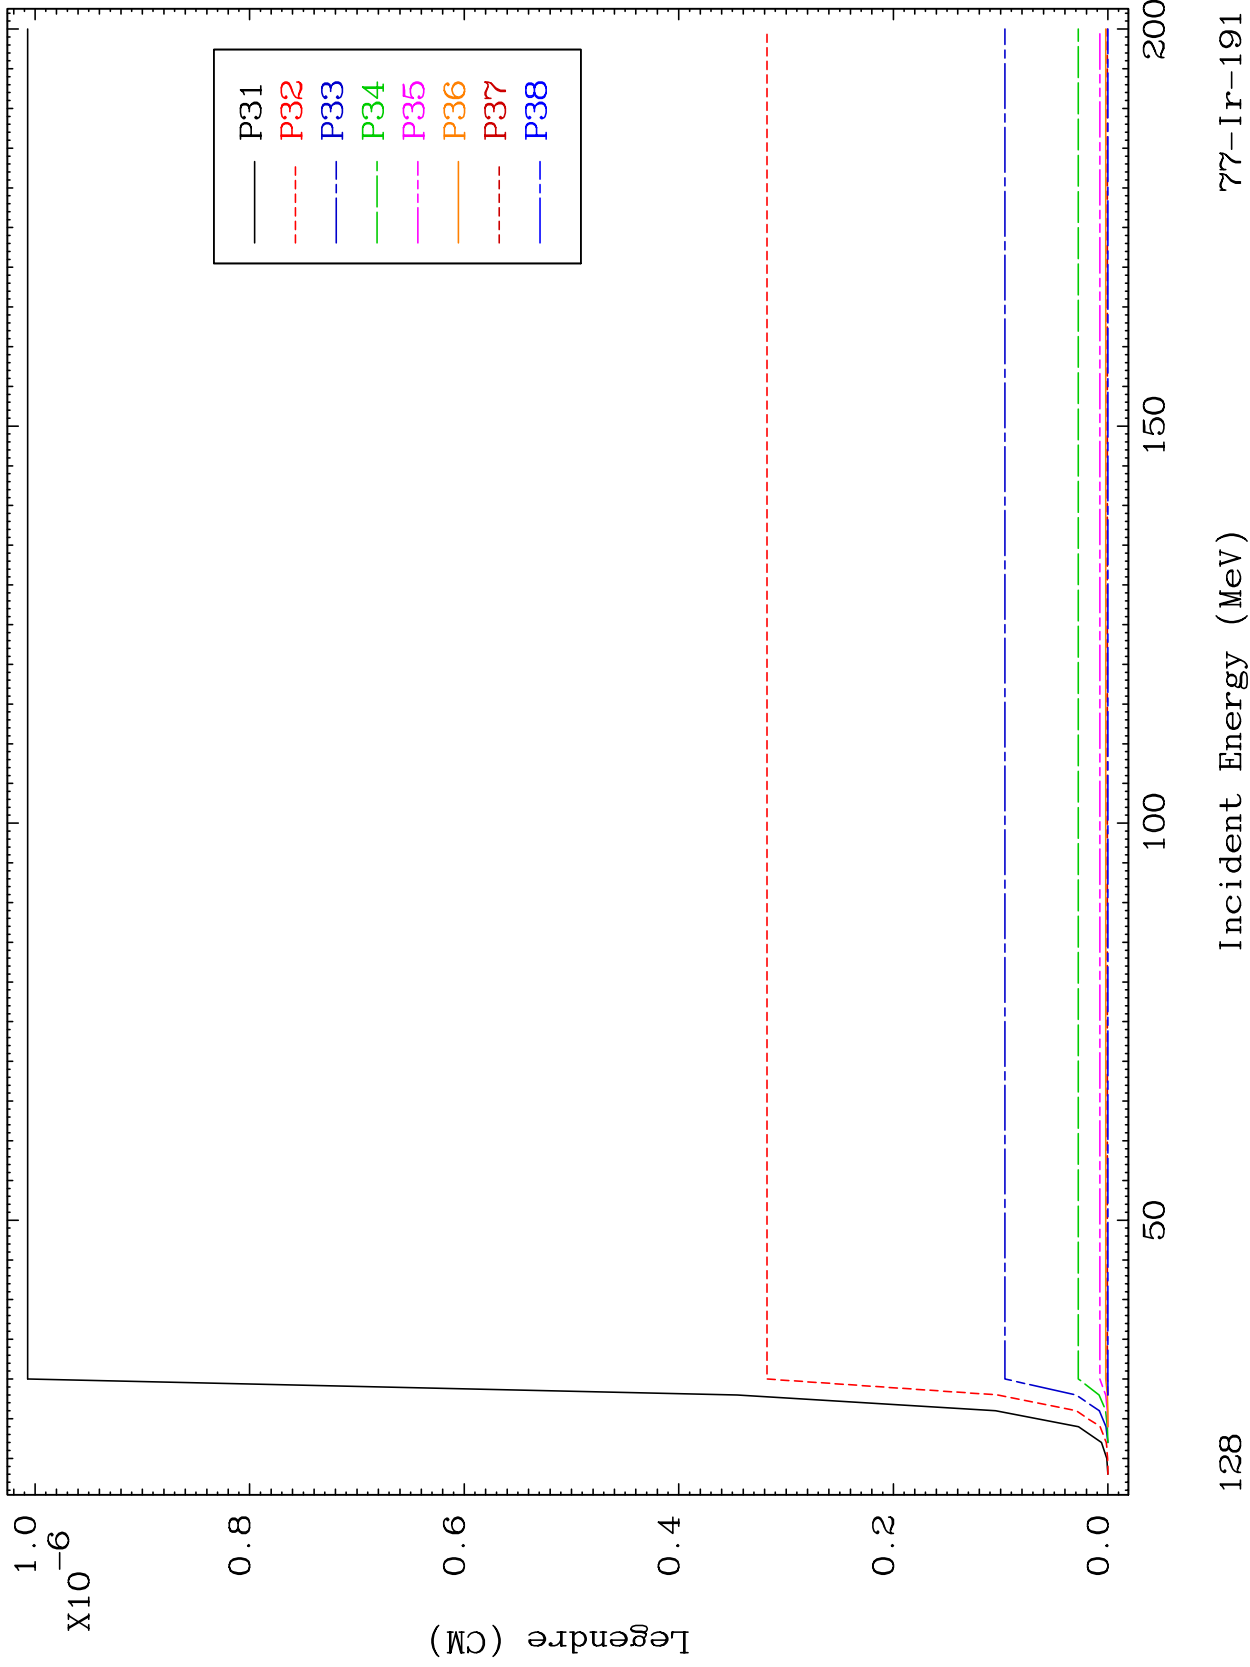 1.0
X10-6
0.8
0.6
0.4
0.2
0.0
Legendre (CM)
P31
P32
P33
P34
P35
P36
P37
P38
50
100
150
200
128
Incident Energy (MeV)
77-Ir-191